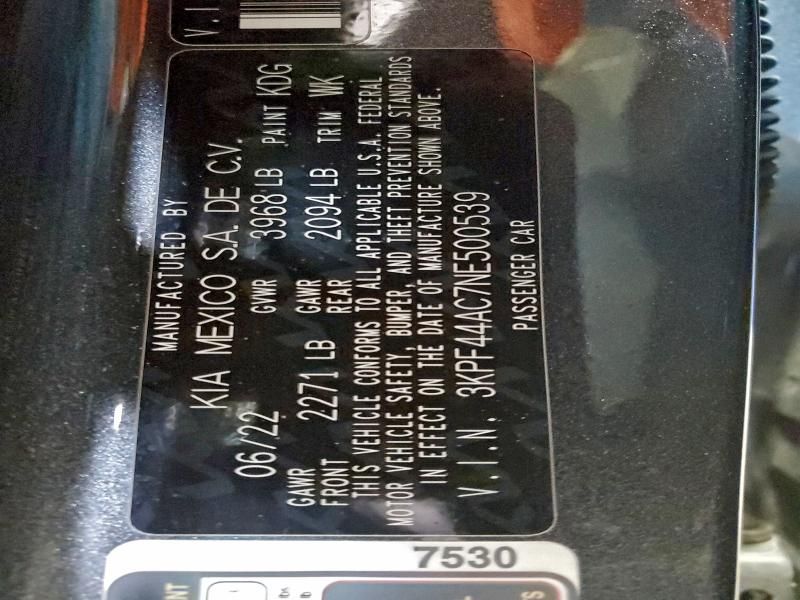 V.I
MANUFACTURED BY
KIA MEXICO S.A. DE C.V.
06/22 GVWR 3968 LB PAINT KDG
GAWR FRONT 2271 LB GAWR REAR 2094 LB TRIM WK
THIS VEHICLE CONFORMS TO ALL APPLICABLE U.S.A. FEDERAL
MOTOR VEHICLE SAFETY, BUMPER, AND THEFT PREVENTION STANDARDS
IN EFFECT ON THE DATE OF MANUFACTURE SHOWN ABOVE.
V.I.N. 3KPF44AC7NE500539
PASSENGER CAR
7530
NT